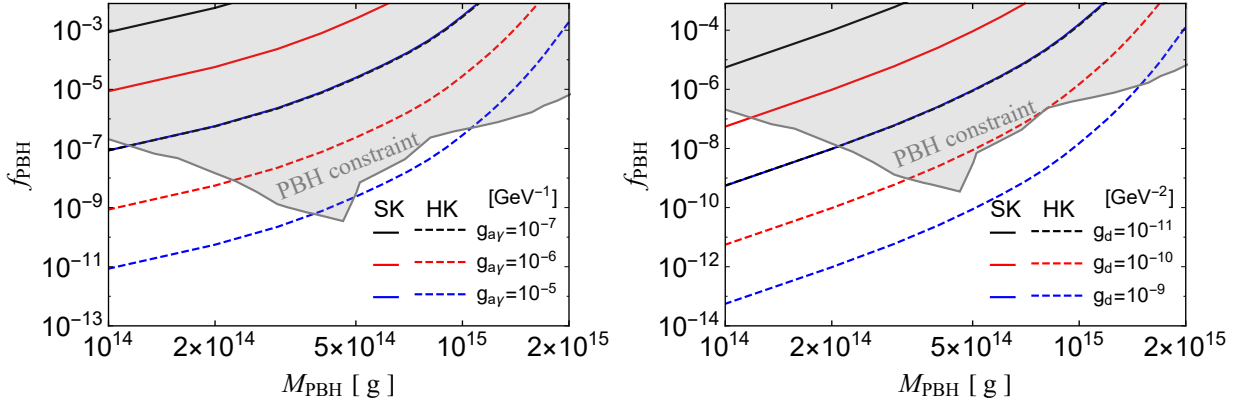 f_PBH
10^-3
10^-5
10^-7
10^-9
10^-11
10^-13
PBH constraint
[GeV^-1]
SK HK
g_aγ=10^-7
g_aγ=10^-6
g_aγ=10^-5
10^14 2×10^14 5×10^14 10^15 2×10^15
M_PBH [ g ]
f_PBH
10^-4
10^-6
10^-8
10^-10
10^-12
10^-14
PBH constraint
[GeV^-2]
SK HK
g_d=10^-11
g_d=10^-10
g_d=10^-9
10^14 2×10^14 5×10^14 10^15 2×10^15
M_PBH [ g ]